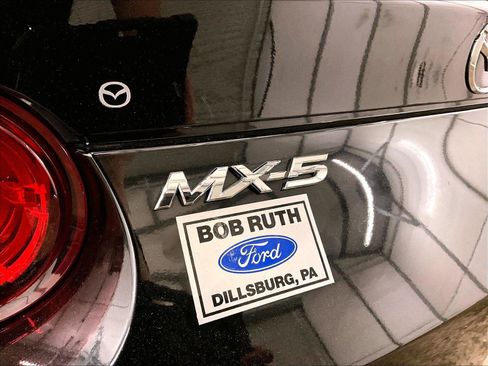 MX-5
BOB RUTH
Ford
DILLSBURG, PA